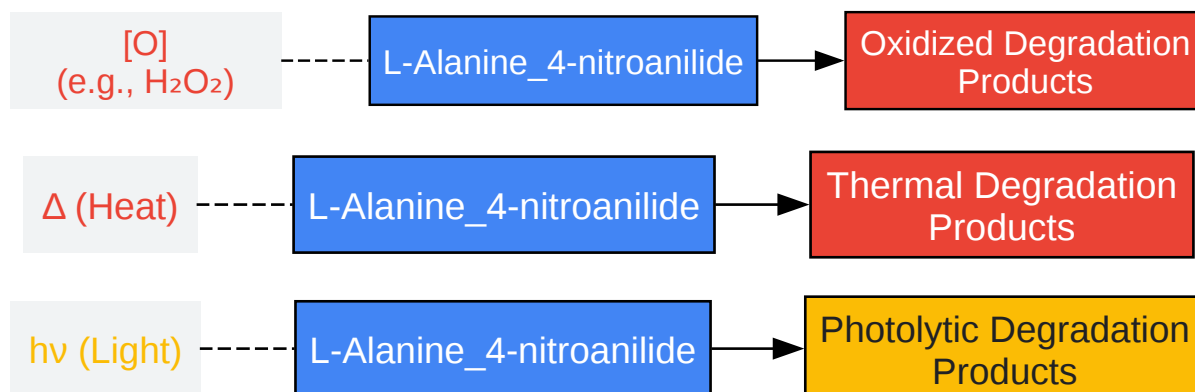 [O]
(e.g., H₂O₂)
L-Alanine_4-nitroanilide
Oxidized Degradation
Products
Δ (Heat)
L-Alanine_4-nitroanilide
Thermal Degradation
Products
hν (Light)
L-Alanine_4-nitroanilide
Photolytic Degradation
Products